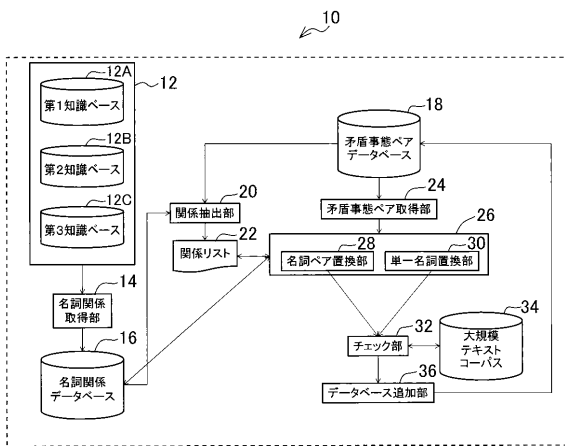 10
12A
12
第1知識ベース
12B
第2知識ベース
12C
第3知識ベース
14
名詞関係
取得部
16
名詞関係
データベース
18
矛盾事態ペア
データベース
20
関係抽出部
22
関係リスト
24
矛盾事態ペア取得部
26
28
名詞ペア置換部
30
単一名詞置換部
32
チェック部
34
大規模
テキスト
コーパス
36
データベース追加部